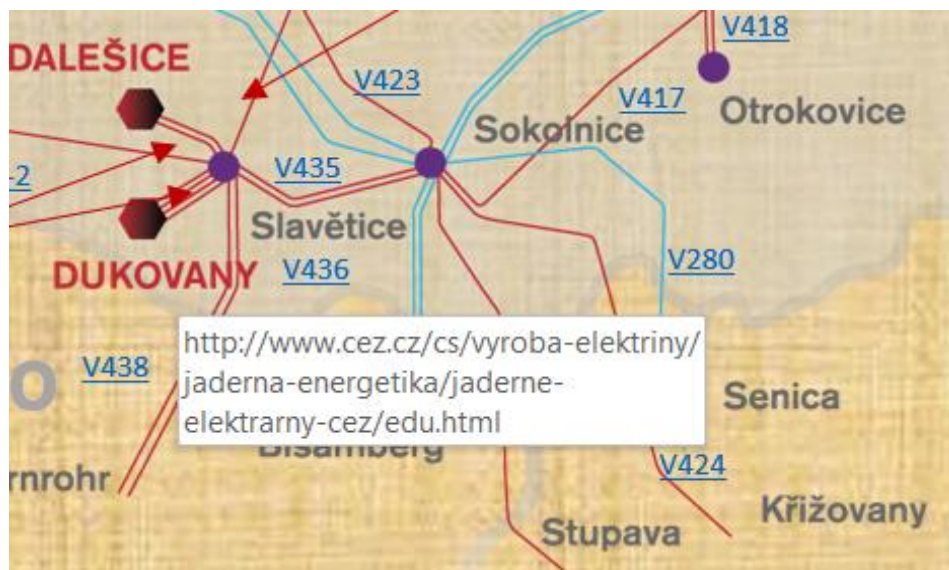 V418
DALEŠICE
V423
V417
Otrokovice
Sokolnice
-2
V435
Slavětice
DUKOVANY
V436
V280
http://www.cez.cz/cs/vyroba-elektriny/
jaderna-energetika/jaderne-
elektrarny-cez/edu.html
O
V438
Senica
Bisamberg
rnrohr
V424
Křižovany
Stupava